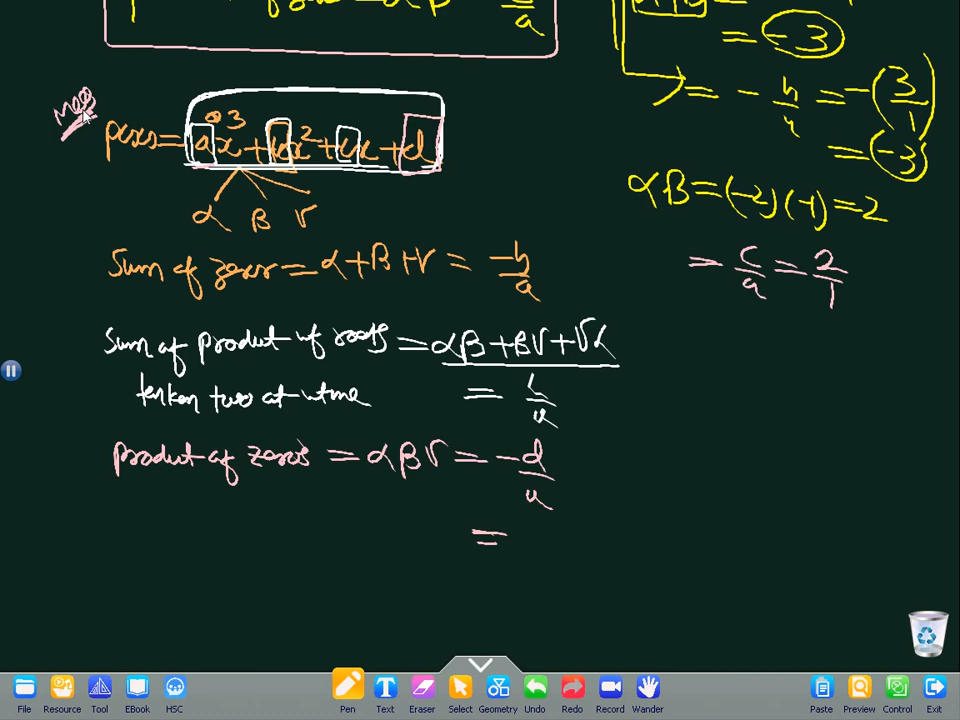 a
= -3
= - b/a = -(3/1)
= (-3)
p(x) = ax³ + bx² + cx + d
α β γ
αβ = (-2)(-1) = 2
= c/a = 2/1
Sum of zeros = α + β + γ = -b/a
Sum of product of roots = αβ + βγ + γα
taken two at a time = c/a
product of zeros = αβγ = -d/a
=
File Resource Tool EBook HSC Pen Text Eraser Select Geometry Undo Redo Record Wander Paste Preview Control Exit